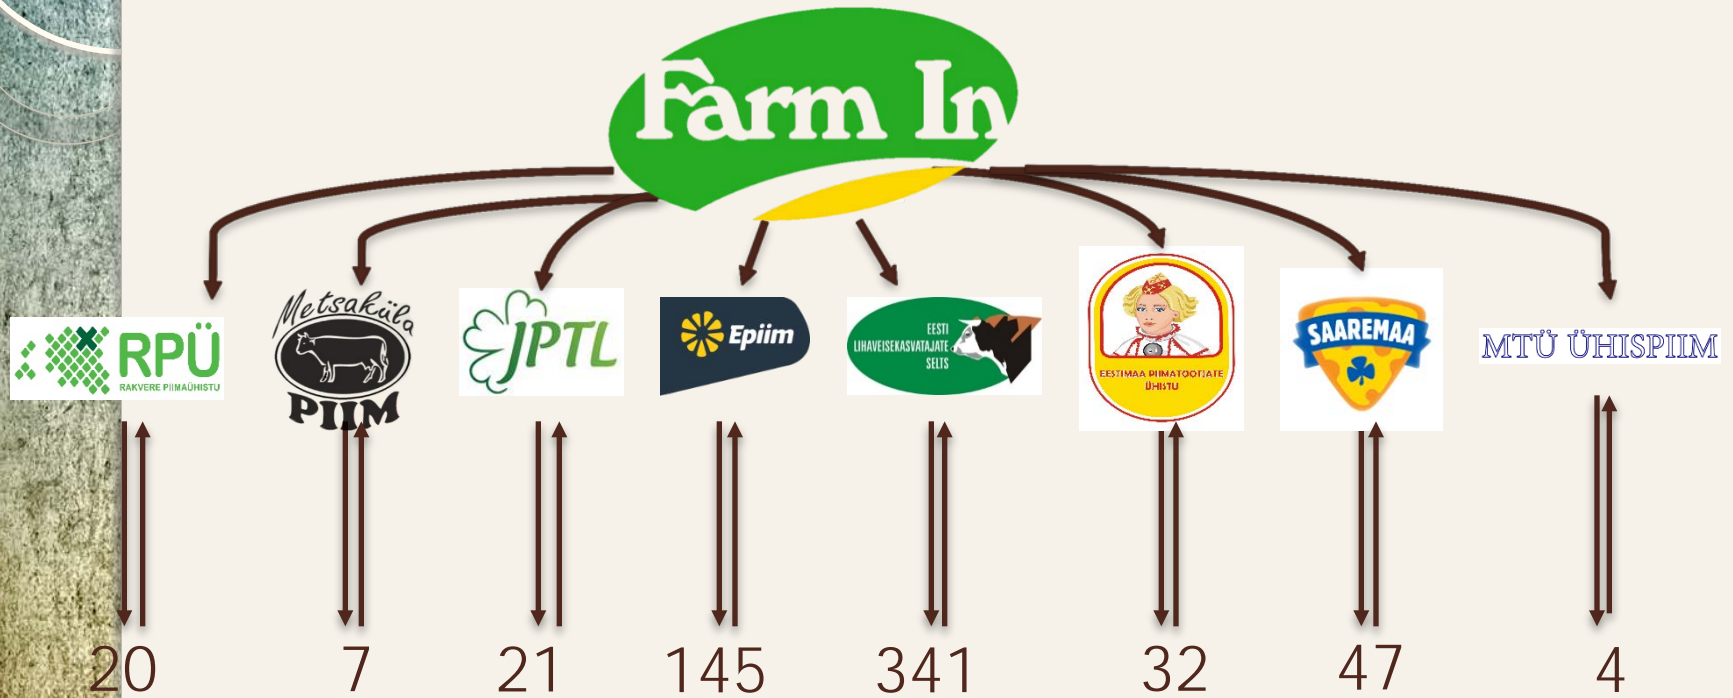 Farm In
RPÜ
RAKVERE PIIMAÜHISTU
Metsaküla
PIIM
JPTL
Epiim
EESTI
LIHAVEISEKASVATAJATE
SELTS
EESTIMAA PIIMATOOTJATE
ÜHISTU
SAAREMAA
MTÜ ÜHISPIIM
20 7 21 145 341 32 47 4